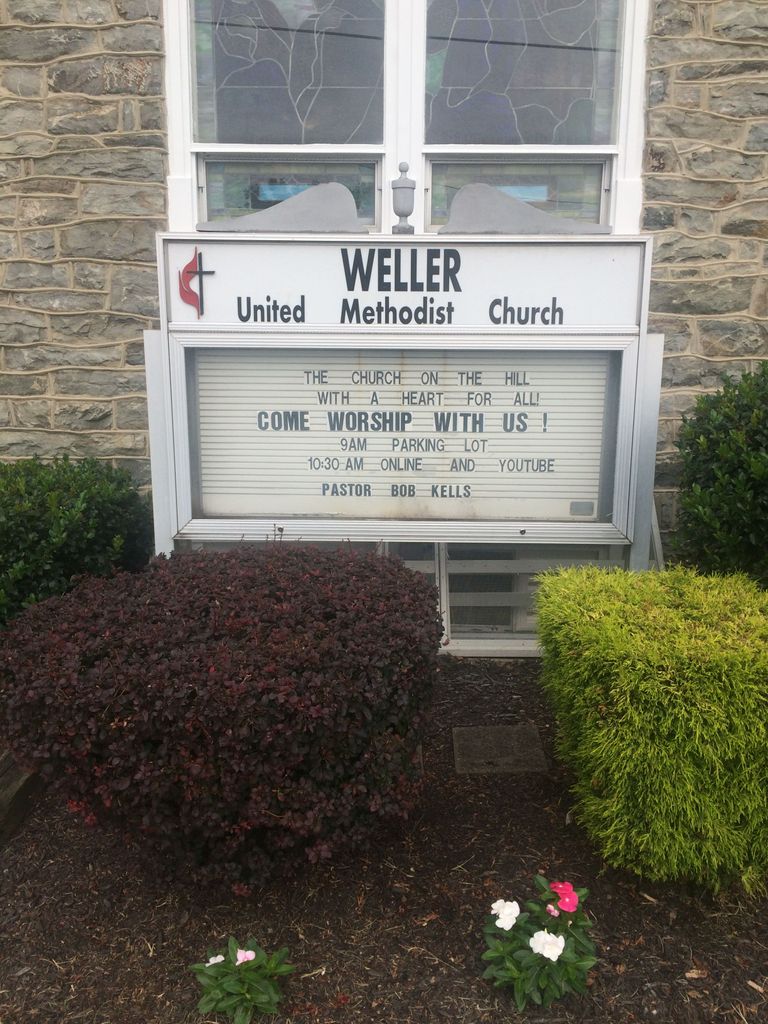 WELLER
United Methodist Church
THE CHURCH ON THE HILL
WITH A HEART FOR ALL!
COME WORSHIP WITH US !
9AM PARKING LOT
10:30 AM ONLINE AND YOUTUBE
PASTOR BOB KELLS